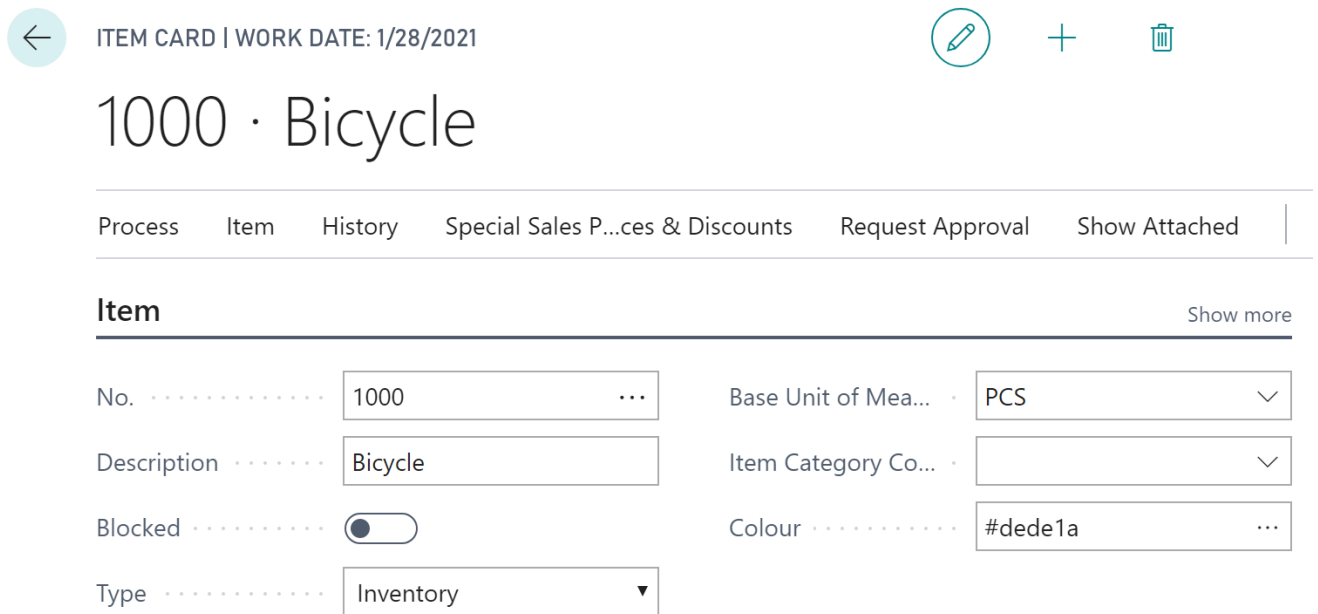 ITEM CARD | WORK DATE: 1/28/2021
1000 · Bicycle
Process Item History Special Sales P...ces & Discounts Request Approval Show Attached
Item Show more
No. 1000 ... Base Unit of Mea... PCS
Description Bicycle Item Category Co...
Blocked Colour #dede1a ...
Type Inventory